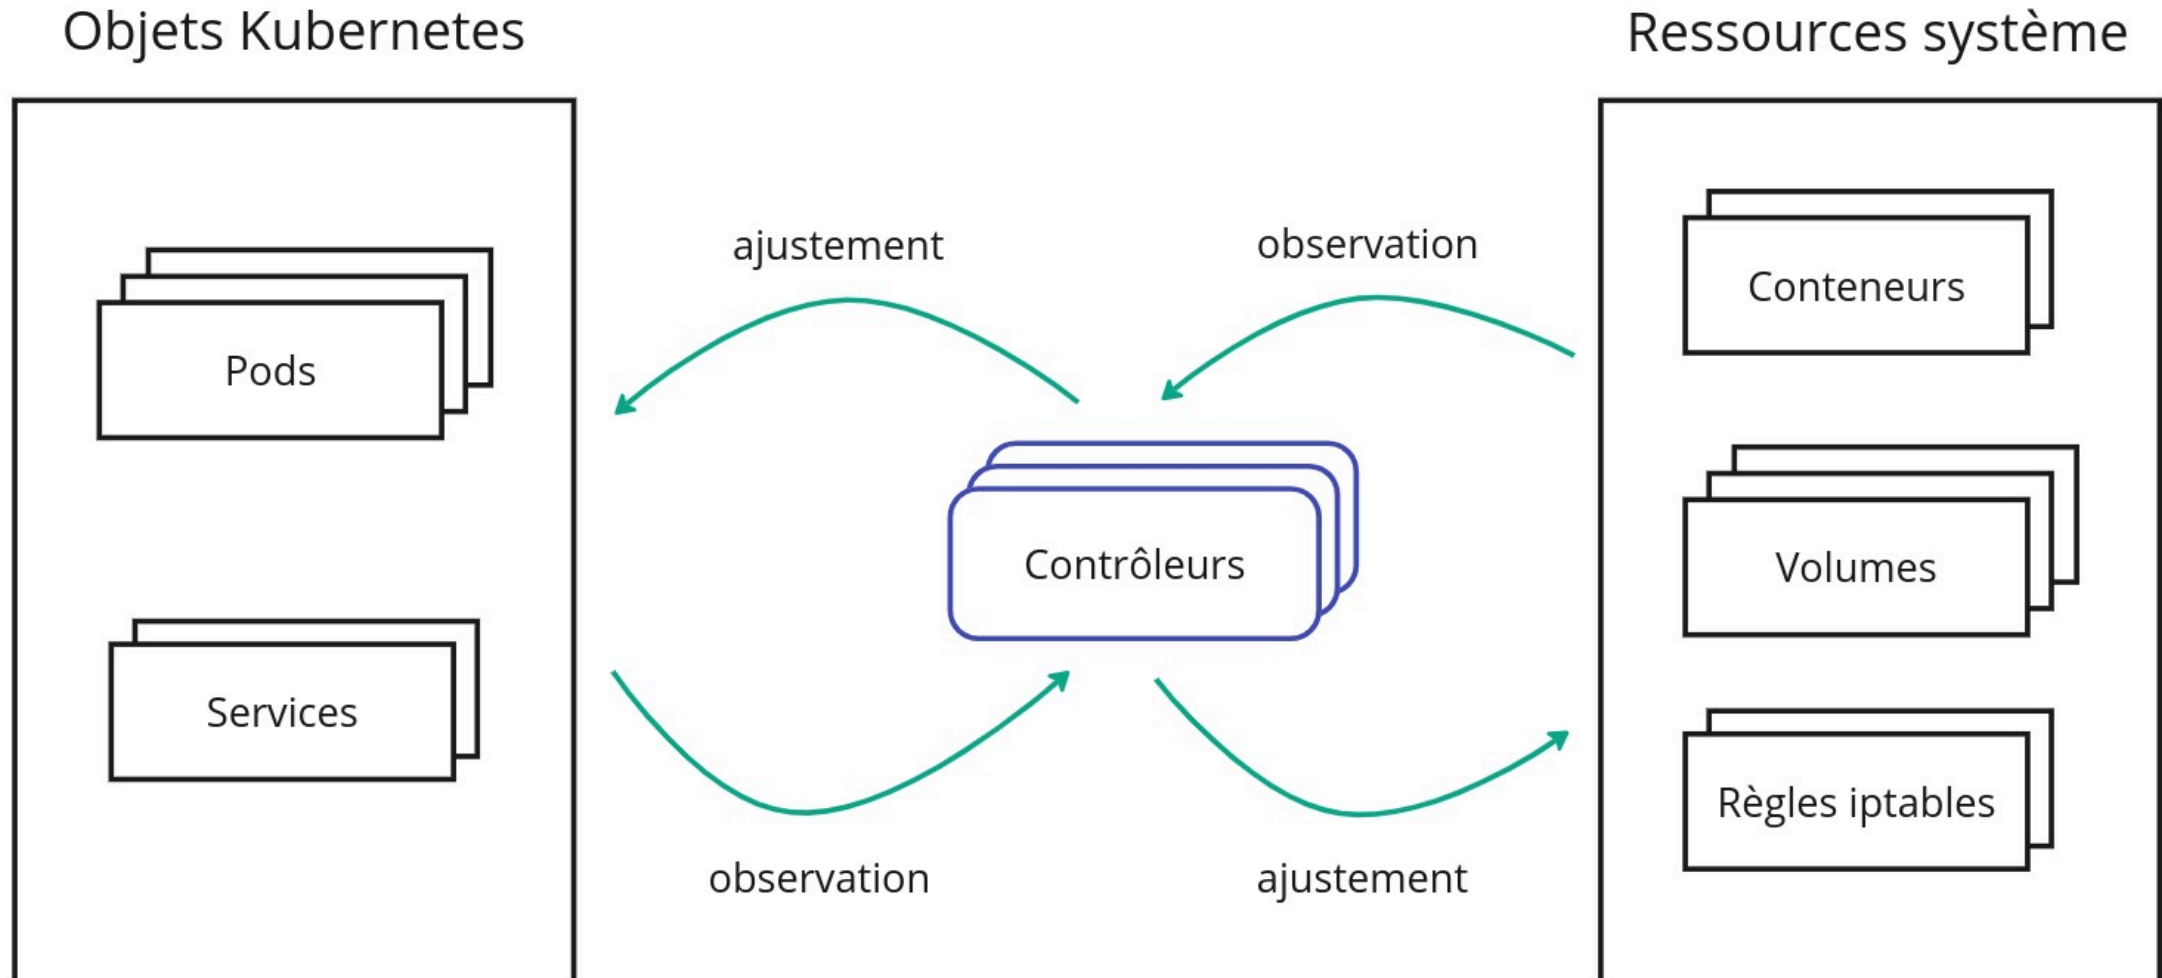 Objets Kubernetes
Ressources système
ajustement
observation
Conteneurs
Pods
Contrôleurs
Volumes
Services
Règles iptables
observation
ajustement